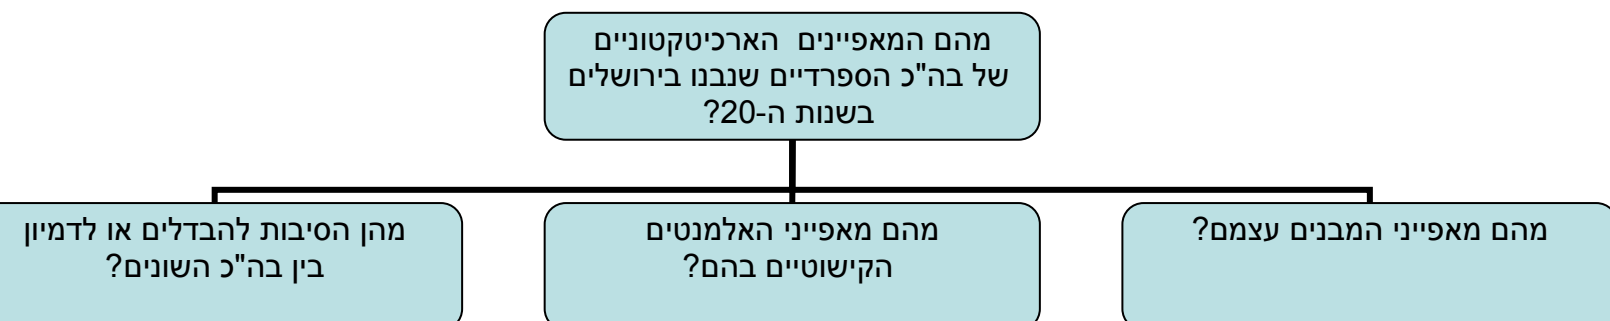 מהם המאפיינים  הארכיטקטוניים
של בה"כ הספרדיים שנבנו בירושלים
בשנות ה-20?
מהם מאפייני המבנים עצמם?
מהם מאפייני האלמנטים
הקישוטיים בהם?
מהן הסיבות להבדלים או לדמיון
בין בה"כ השונים?